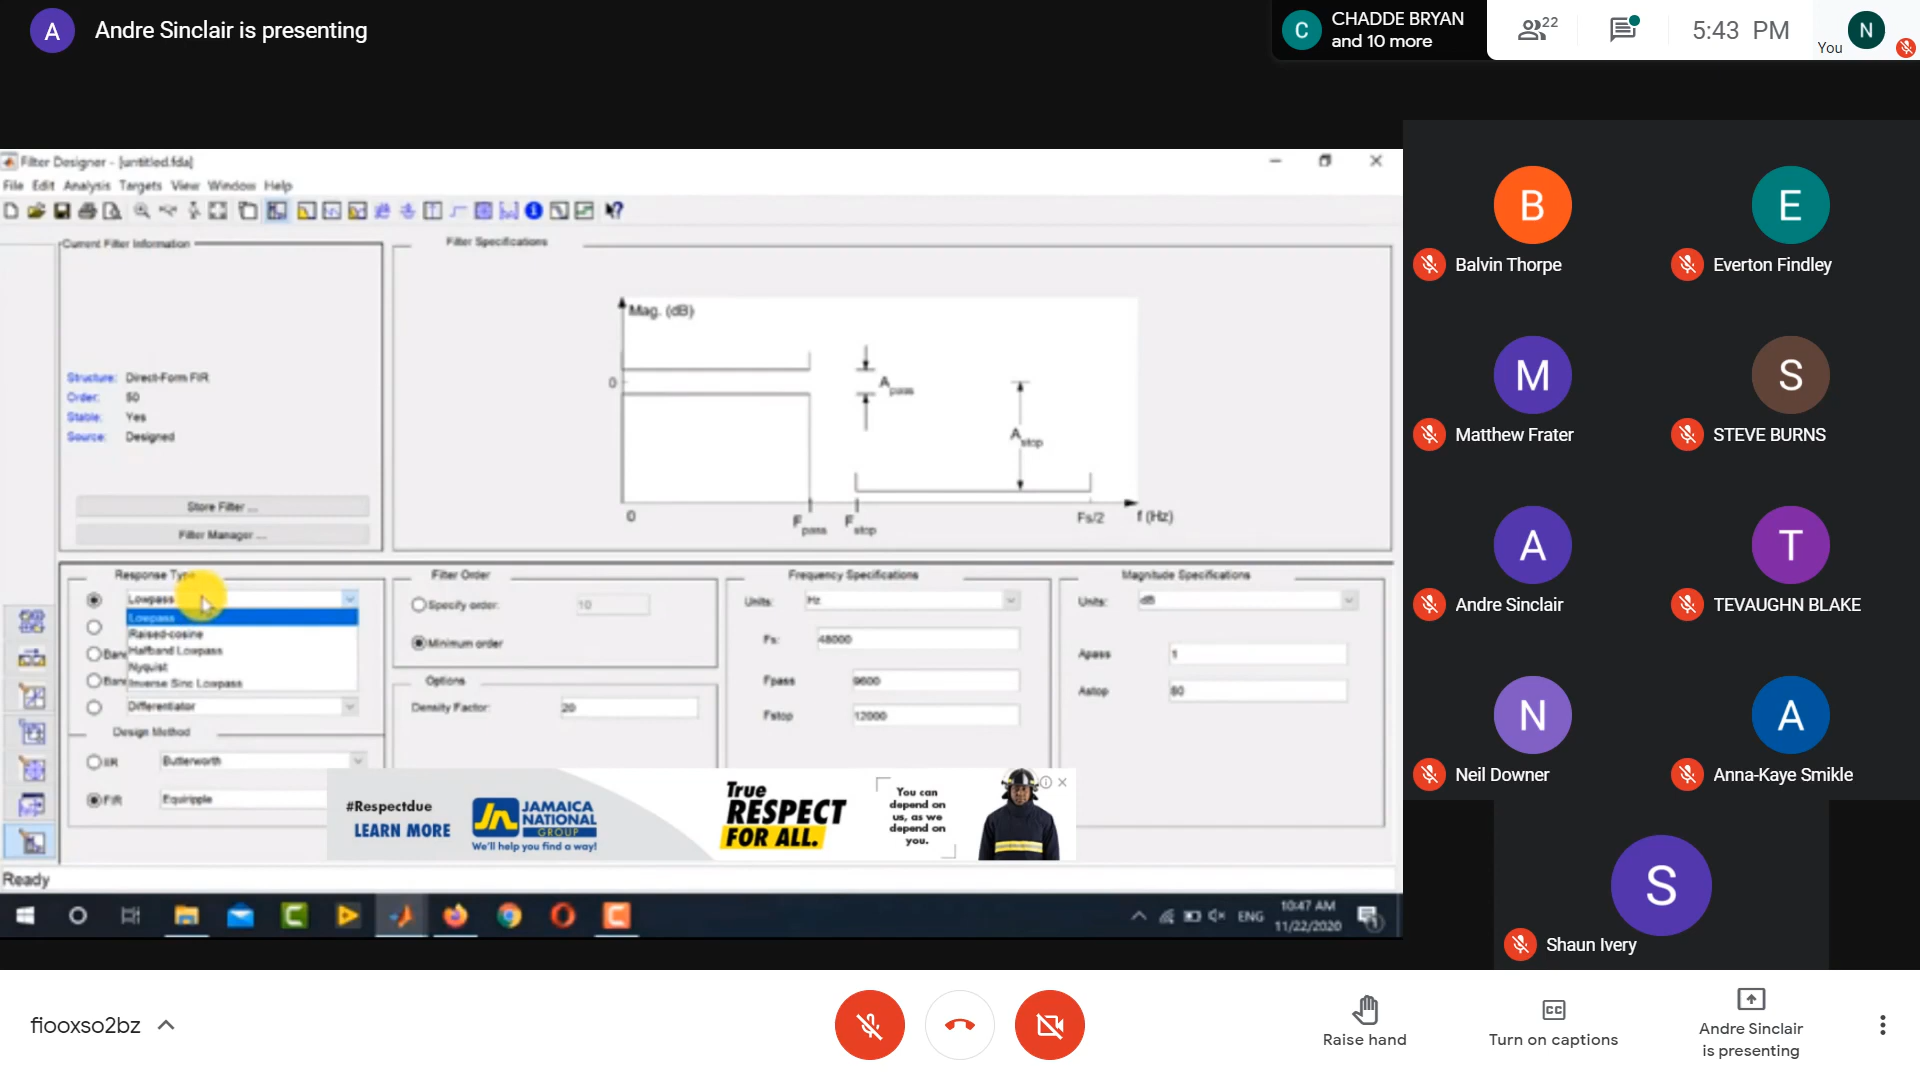 A
Andre Sinclair is presenting
C
CHADDE BRYAN
and 10 more
22
5:43 PM
You
N
Filter Designer - [untitled.fda]
File Edit Analysis Targets View Window Help
Current Filter Information
Structure: Direct-Form FIR
Order: 50
Stable: Yes
Source: Designed
Store Filter ...
Filter Manager ...
Filter Specifications
Mag. (dB)
0
A pass
A stop
0
F pass
F stop
Fs/2
f (Hz)
Response Type
Lowpass
Lowpass
Raised-cosine
Halfband Lowpass
Nyquist
Inverse Sinc Lowpass
Differentiator
Design Method
IIR
Butterworth
FIR
Equiripple
Filter Order
Specify order:
10
Minimum order
Options
Density Factor:
20
Frequency Specifications
Units:
Hz
Fs:
48000
Fpass
9600
Fstop
12000
Magnitude Specifications
Units:
dB
Apass
1
Astop
80
#Respectdue
LEARN MORE
JAMAICA
NATIONAL
GROUP
We'll help you find a way!
True
RESPECT
FOR ALL.
You can
depend on
us, as we
depend on
you.
Ready
ENG
10:47 AM
11/22/2020
1
B
Balvin Thorpe
E
Everton Findley
M
Matthew Frater
S
STEVE BURNS
A
Andre Sinclair
T
TEVAUGHN BLAKE
N
Neil Downer
A
Anna-Kaye Smikle
S
Shaun Ivery
fiooxso2bz
Raise hand
CC
Turn on captions
Andre Sinclair
is presenting